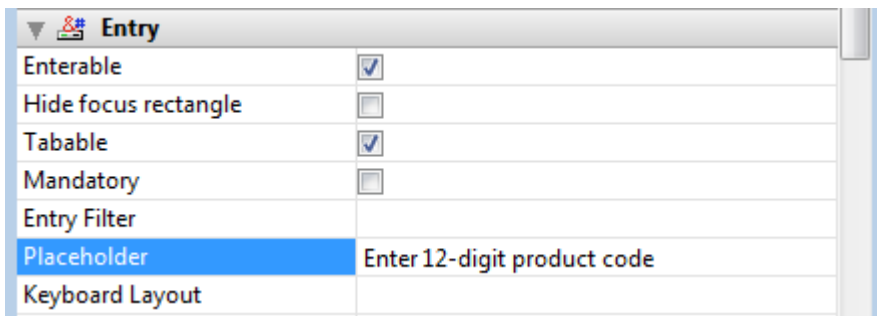 Entry
Enterable
Hide focus rectangle
Tabable
Mandatory
Entry Filter
Placeholder Enter 12-digit product code
Keyboard Layout